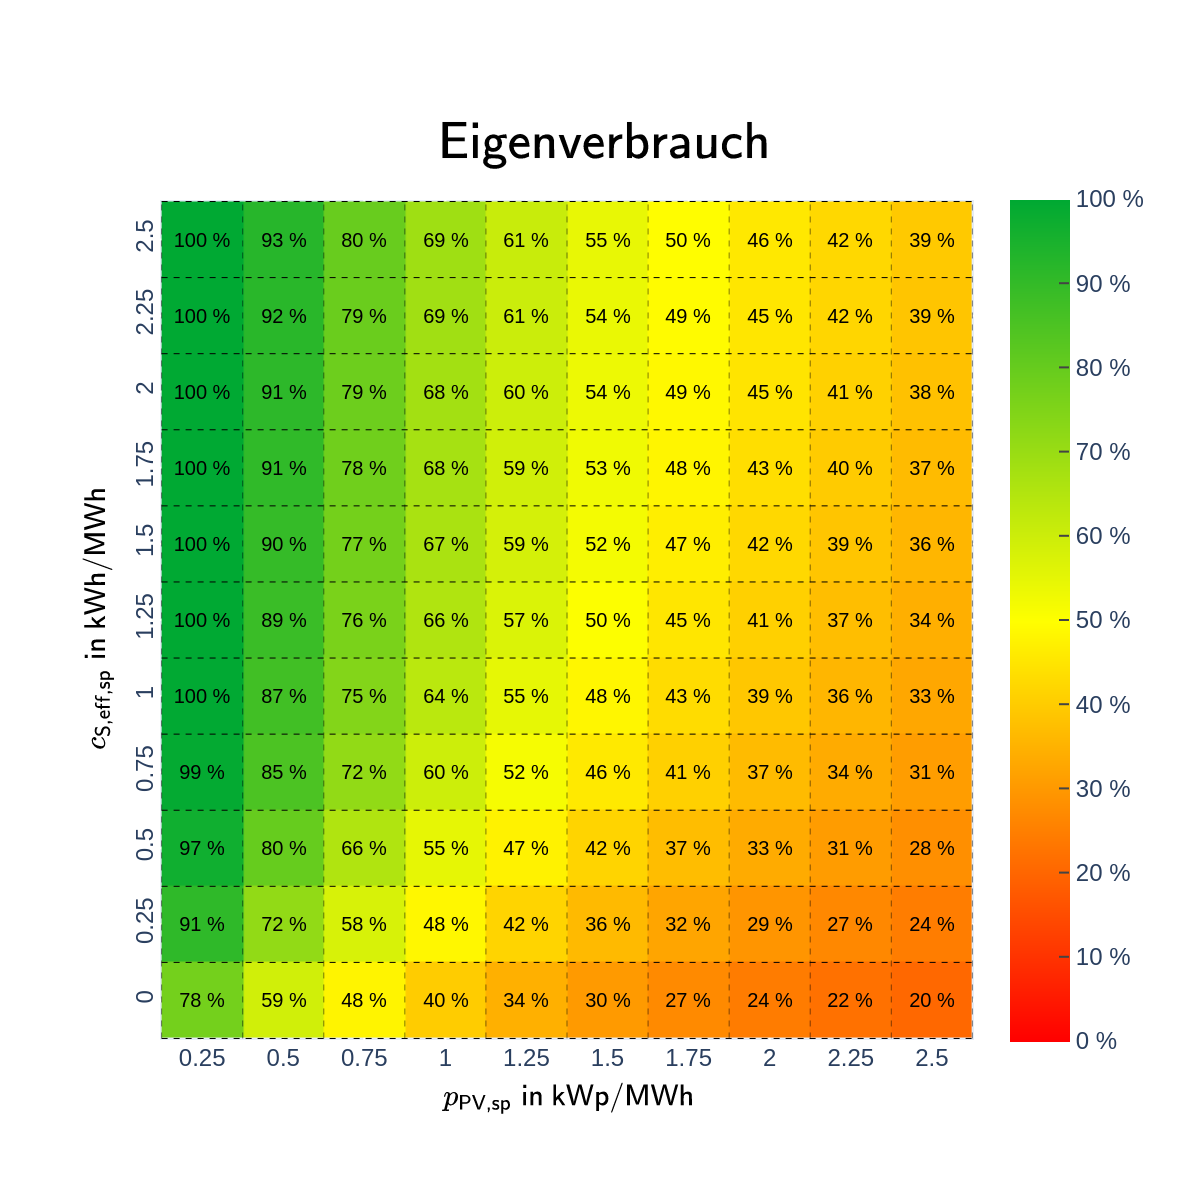 Eigenverbrauch
2.5 100 % 93 % 80 % 69 % 61 % 55 % 50 % 46 % 42 % 39 %
2.25 100 % 92 % 79 % 69 % 61 % 54 % 49 % 45 % 42 % 39 %
2 100 % 91 % 79 % 68 % 60 % 54 % 49 % 45 % 41 % 38 %
1.75 100 % 91 % 78 % 68 % 59 % 53 % 48 % 43 % 40 % 37 %
1.5 100 % 90 % 77 % 67 % 59 % 52 % 47 % 42 % 39 % 36 %
1.25 100 % 89 % 76 % 66 % 57 % 50 % 45 % 41 % 37 % 34 %
1 100 % 87 % 75 % 64 % 55 % 48 % 43 % 39 % 36 % 33 %
0.75 99 % 85 % 72 % 60 % 52 % 46 % 41 % 37 % 34 % 31 %
0.5 97 % 80 % 66 % 55 % 47 % 42 % 37 % 33 % 31 % 28 %
0.25 91 % 72 % 58 % 48 % 42 % 36 % 32 % 29 % 27 % 24 %
0 78 % 59 % 48 % 40 % 34 % 30 % 27 % 24 % 22 % 20 %
0.25 0.5 0.75 1 1.25 1.5 1.75 2 2.25 2.5
p_PV,sp in kWp/MWh
c_S,eff,sp in kWh/MWh
100 %
90 %
80 %
70 %
60 %
50 %
40 %
30 %
20 %
10 %
0 %